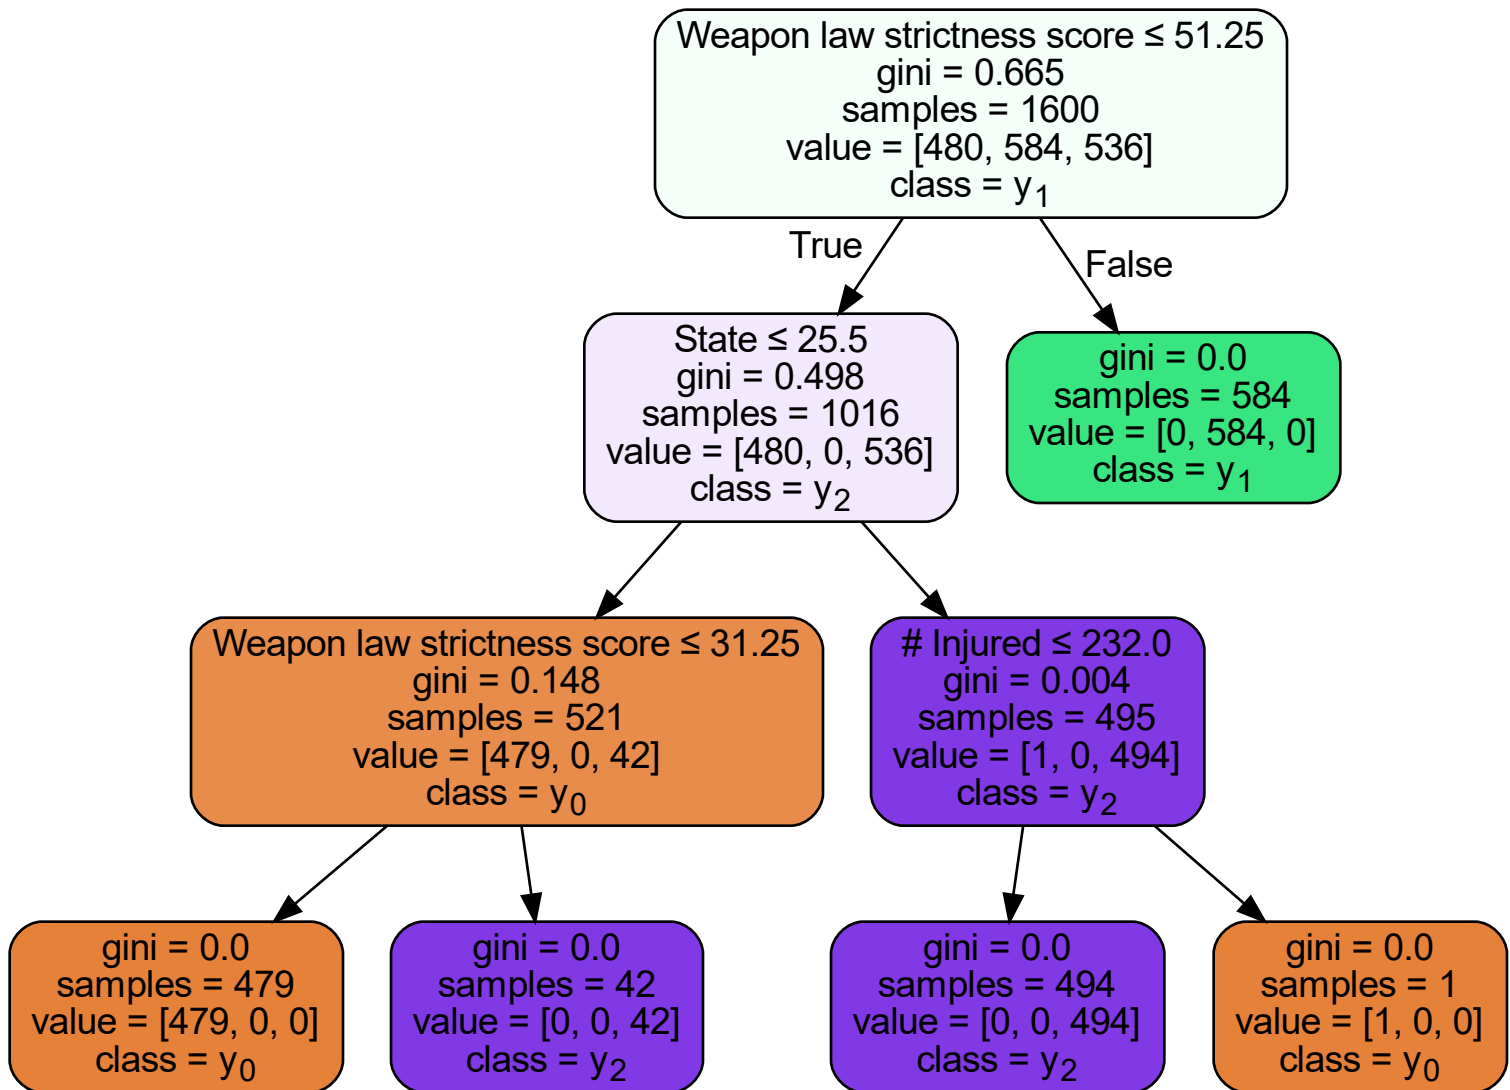 Weapon law strictness score ≤ 51.25
gini = 0.665
samples = 1600
value = [480, 584, 536]
class = y1
True
False
State ≤ 25.5
gini = 0.498
samples = 1016
value = [480, 0, 536]
class = y2
gini = 0.0
samples = 584
value = [0, 584, 0]
class = y1
Weapon law strictness score ≤ 31.25
gini = 0.148
samples = 521
value = [479, 0, 42]
class = y0
# Injured ≤ 232.0
gini = 0.004
samples = 495
value = [1, 0, 494]
class = y2
gini = 0.0
samples = 479
value = [479, 0, 0]
class = y0
gini = 0.0
samples = 42
value = [0, 0, 42]
class = y2
gini = 0.0
samples = 494
value = [0, 0, 494]
class = y2
gini = 0.0
samples = 1
value = [1, 0, 0]
class = y0